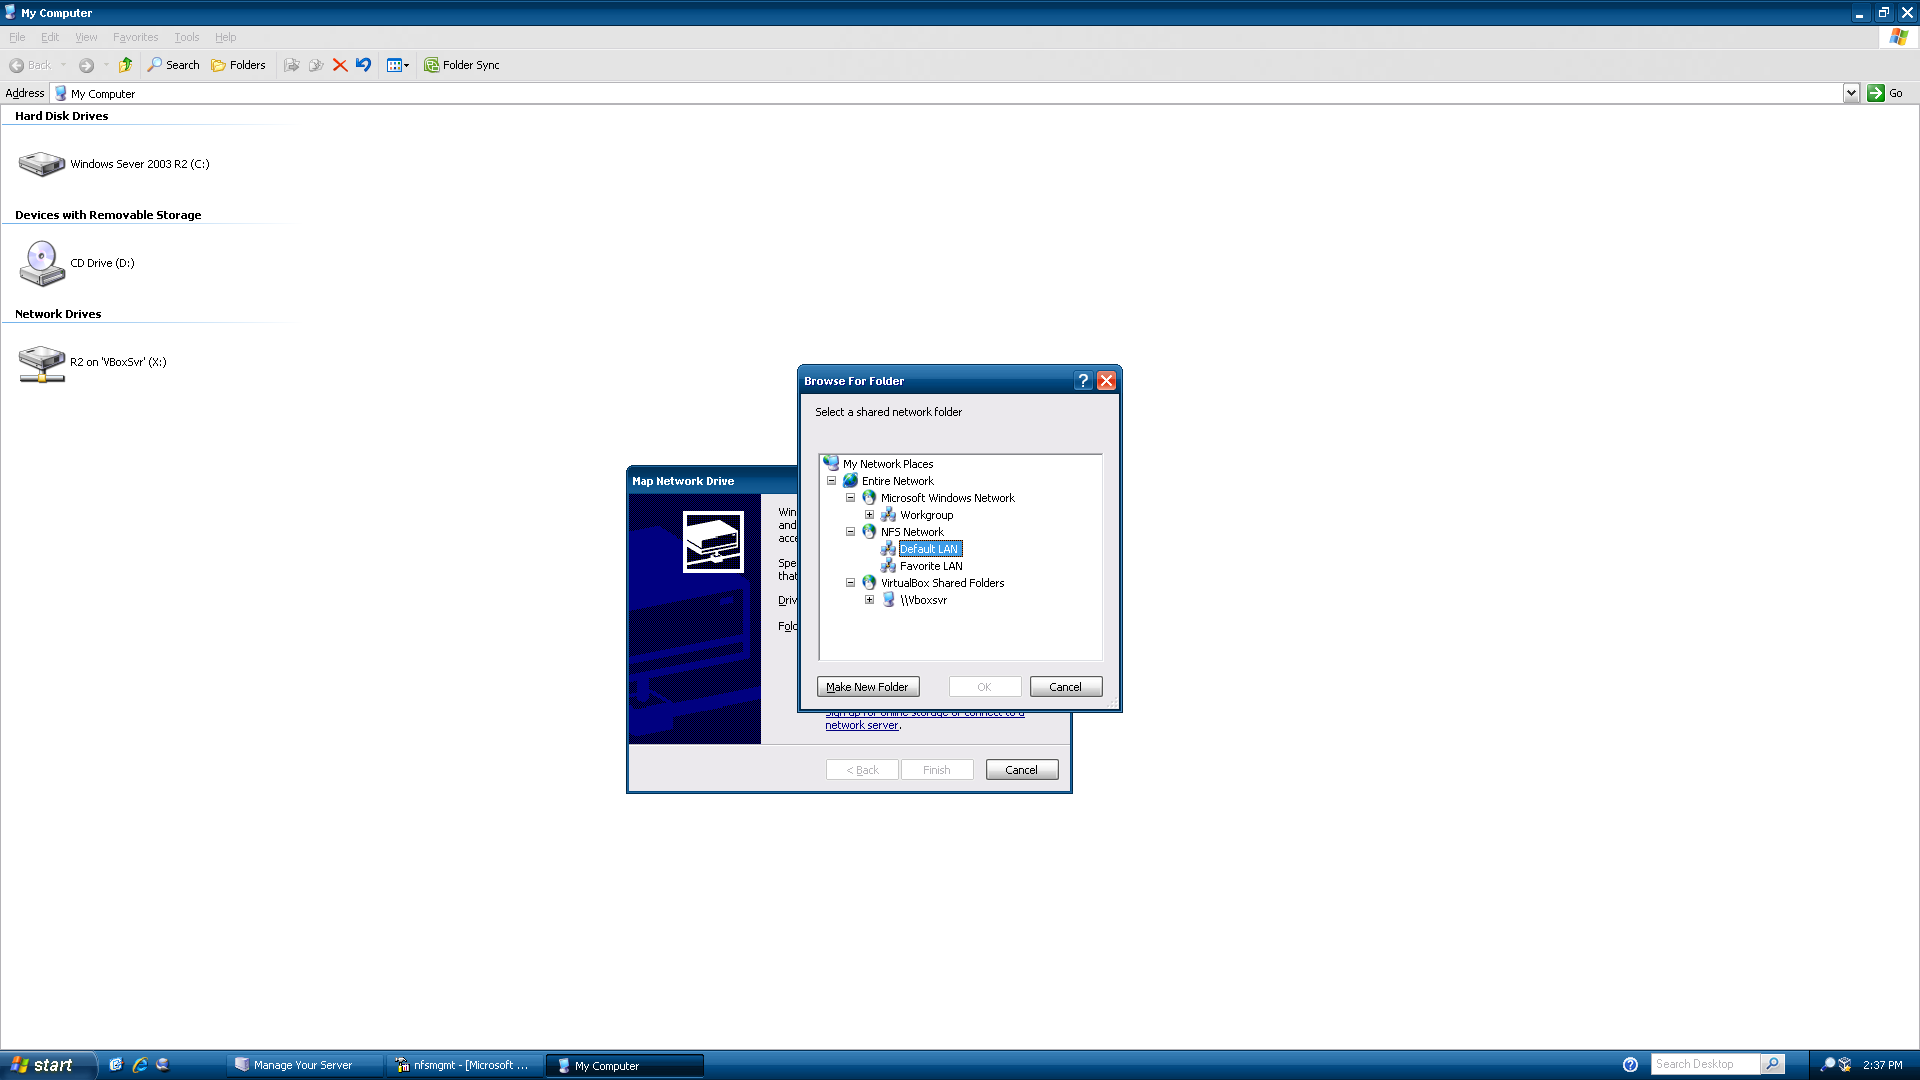 My Computer
File Edit View Favorites Tools Help
Back Search Folders Folder Sync
Address My Computer Go
Hard Disk Drives
Windows Sever 2003 R2 (C:)
Devices with Removable Storage
CD Drive (D:)
Network Drives
R2 on 'VBoxSvr' (X:)
Browse For Folder
Select a shared network folder
My Network Places
Entire Network
Microsoft Windows Network
Workgroup
NFS Network
Default LAN
Favorite LAN
VirtualBox Shared Folders
\\Vboxsvr
Make New Folder OK Cancel
Map Network Drive
Win
and
acce
Spe
that
Driv
Folc
Sign up for online storage or connect to a
network server.
< Back Finish Cancel
start Manage Your Server nfsmgmt - [Microsoft ... My Computer Search Desktop 2:37 PM